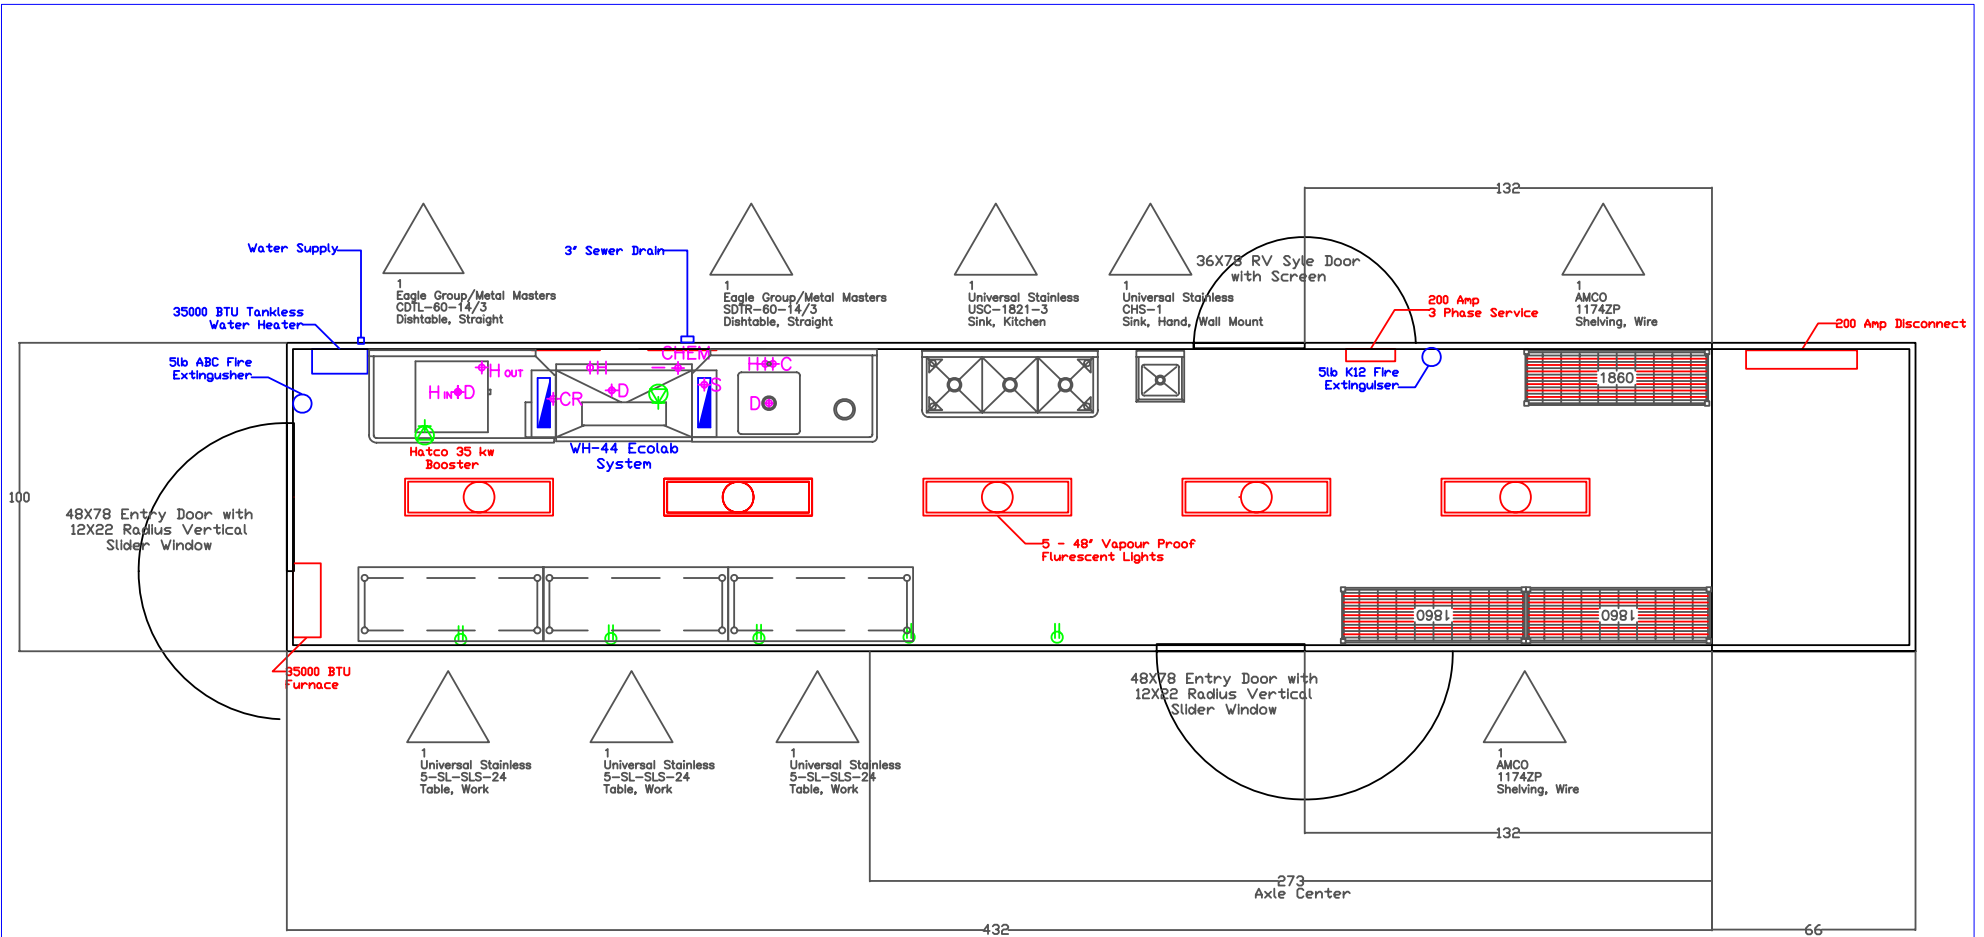 132
Water Supply
3" Sewer Drain
36X78 RV Syle Door
with Screen
1
Eagle Group/Metal Masters
CDTL-60-14/3
Dishtable, Straight
1
Eagle Group/Metal Masters
SDTR-60-14/3
Dishtable, Straight
1
Universal Stainless
USC-1821-3
Sink, Kitchen
1
Universal Stainless
CHS-1
Sink, Hand, Wall Mount
1
AMCO
1174ZP
Shelving, Wire
35000 BTU Tankless
Water Heater
200 Amp
3 Phase Service
200 Amp Disconnect
5lb ABC Fire
Extingusher
5lb K12 Fire
Extinguiser
H OUT
H IN D
CR
H
D
CHEM
S
H C
D
1860
Hatco 35 kw
Booster
WH-44 Ecolab
System
100
48X78 Entry Door with
12X22 Radius Vertical
Slider Window
5 - 48" Vapour Proof
Flurescent Lights
1860
1860
35000 BTU
Furnace
48X78 Entry Door with
12X22 Radius Vertical
Slider Window
1
Universal Stainless
5-SL-SLS-24
Table, Work
1
Universal Stainless
5-SL-SLS-24
Table, Work
1
Universal Stainless
5-SL-SLS-24
Table, Work
1
AMCO
1174ZP
Shelving, Wire
132
273
Axle Center
432
66